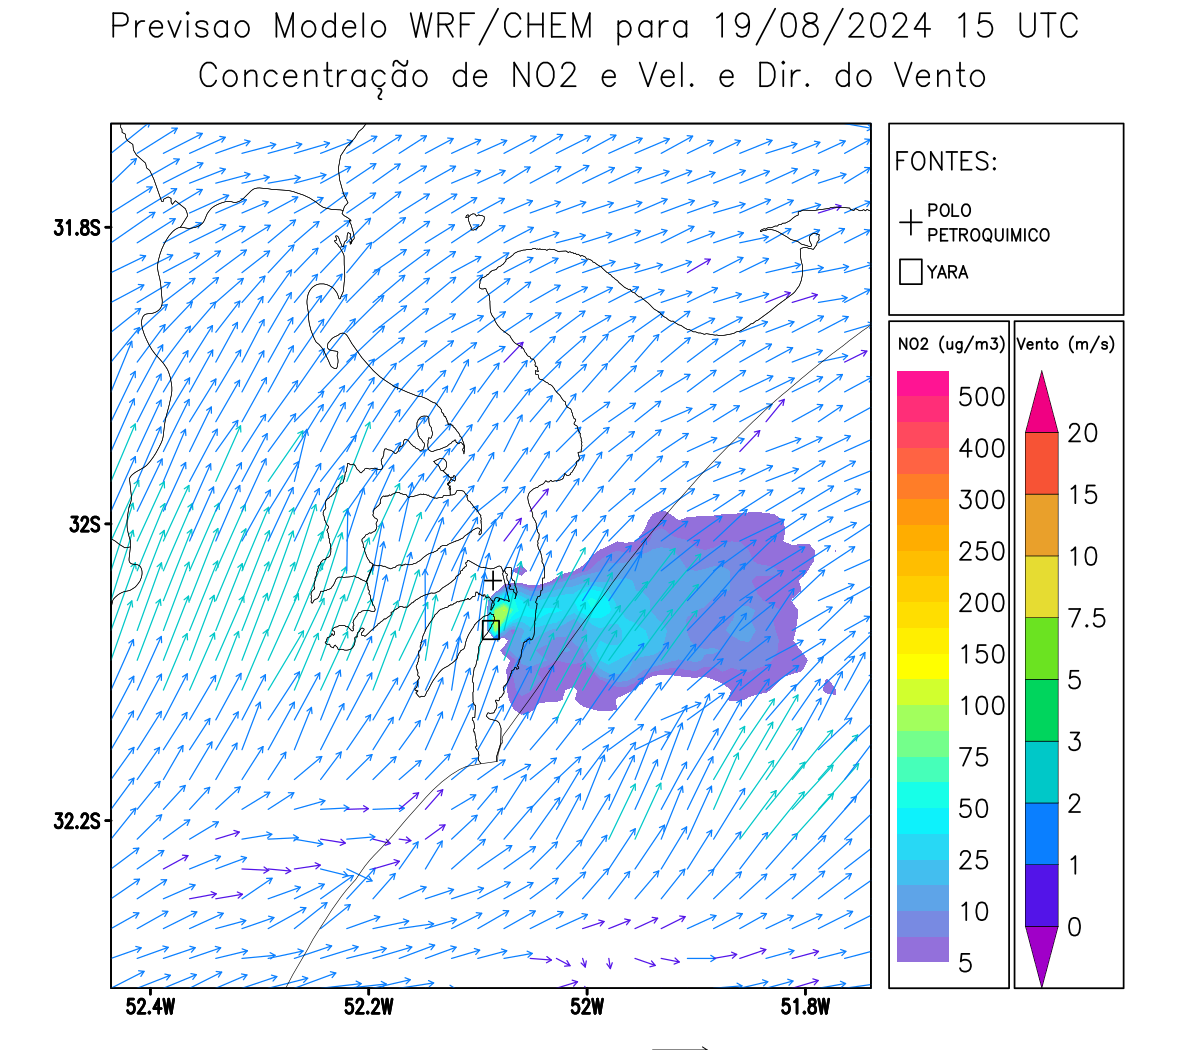 Previsao Modelo WRF/CHEM para 19/08/2024 15 UTC
Concentração de NO2 e Vel. e Dir. do Vento
FONTES:
POLO
PETROQUIMICO
YARA
NO2 (ug/m3)
500
400
300
250
200
150
100
75
50
25
10
5
Vento (m/s)
20
15
10
7.5
5
3
2
1
0
31.8S
32S
32.2S
52.4W
52.2W
52W
51.8W